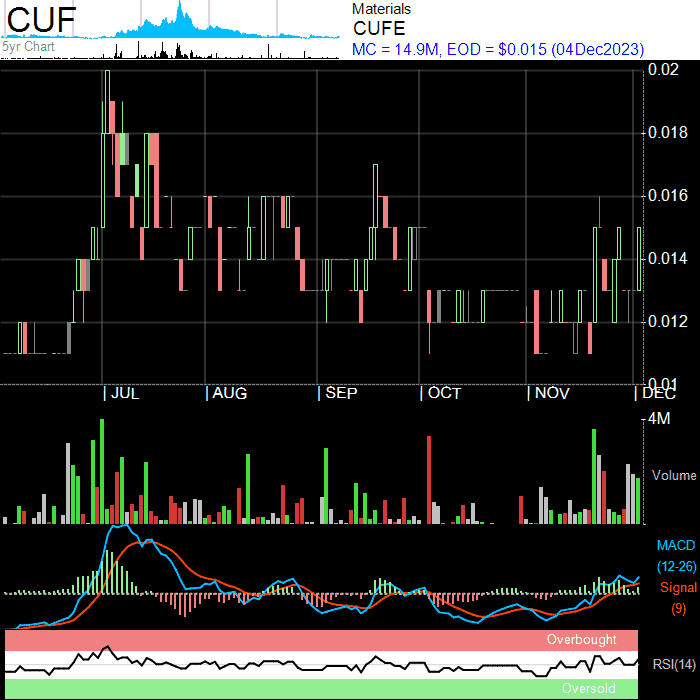 CUF
5yr Chart
Materials
CUFE
MC = 14.9M, EOD = $0.015 (04Dec2023)
0.02
0.018
0.016
0.014
0.012
0.01
JUL
AUG
SEP
OCT
NOV
DEC
4M
Volume
MACD
(12-26)
Signal
(9)
Overbought
RSI(14)
Oversold